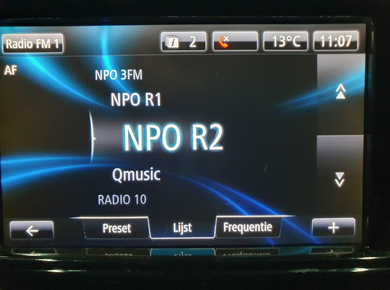 Radio FM 1
7 2
13°C
11:07
AF
NPO 3FM
NPO R1
NPO R2
Qmusic
RADIO 10
Preset
Lijst
Frequentie
+